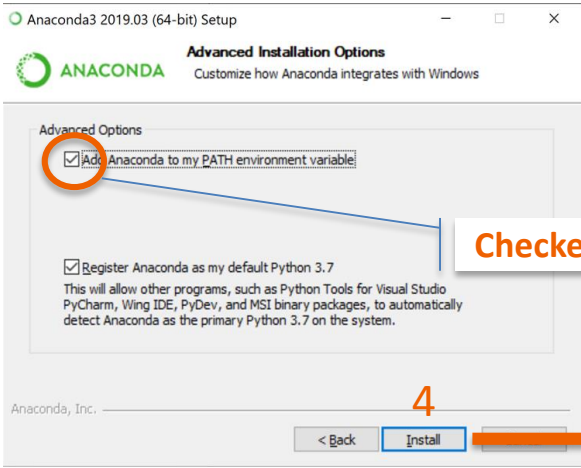 Anaconda3 2019.03 (64-bit) Setup
ANACONDA
Advanced Installation Options
Customize how Anaconda integrates with Windows
Advanced Options
Add Anaconda to my PATH environment variable
Checke
Register Anaconda as my default Python 3.7
This will allow other programs, such as Python Tools for Visual Studio
PyCharm, Wing IDE, PyDev, and MSI binary packages, to automatically
detect Anaconda as the primary Python 3.7 on the system.
Anaconda, Inc.
4
< Back
Install